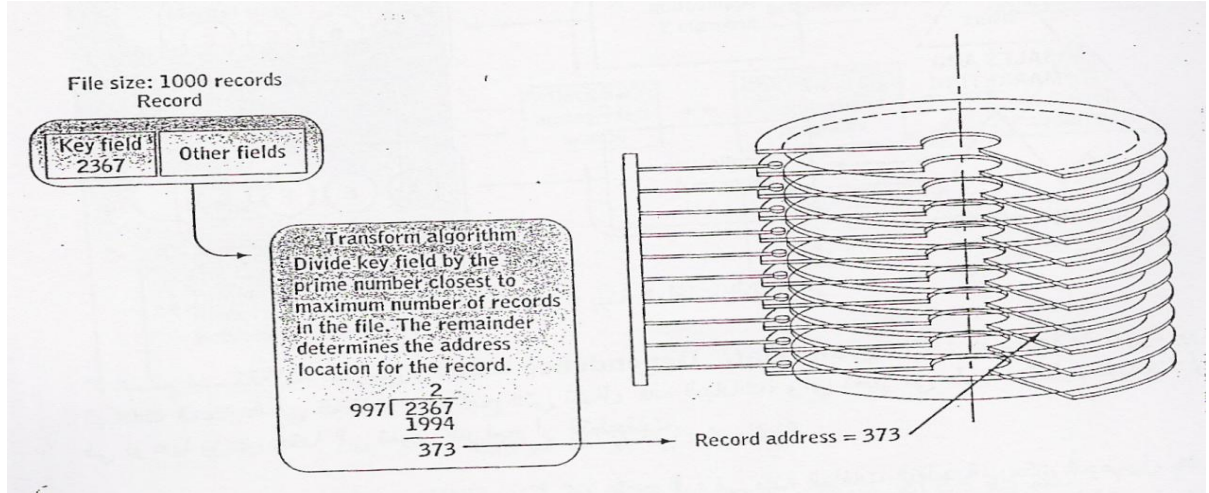 File size: 1000 records
Record
Key field
2367
Other fields
Transform algorithm
Divide key field by the
prime number closest to
maximum number of records
in the file. The remainder
determines the address
location for the record.
2
997 2367
1994
373
Record address = 373